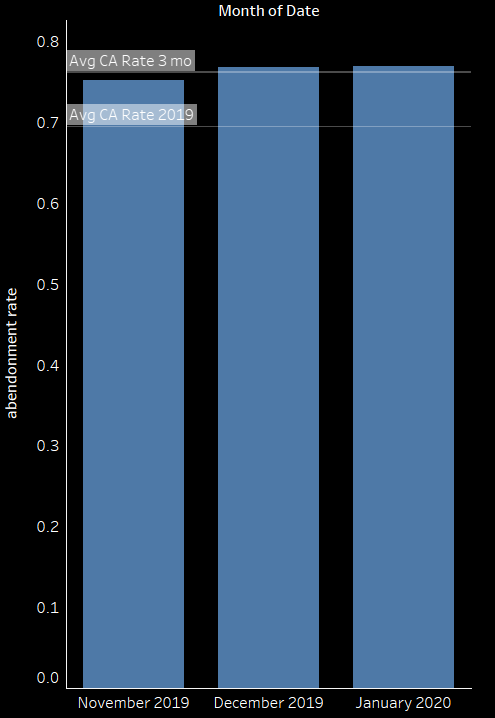 Month of Date
0.8
Avg CA Rate 3 mo
Avg CA Rate 2019
0.7
0.6
0.5
0.4
0.3
0.2
0.1
0.0
abendonment rate
November 2019
December 2019
January 2020